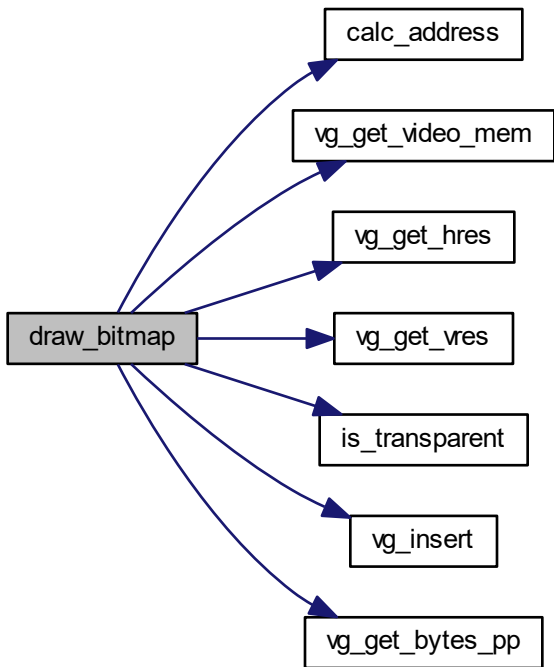 calc_address
vg_get_video_mem
vg_get_hres
draw_bitmap
vg_get_vres
is_transparent
vg_insert
vg_get_bytes_pp